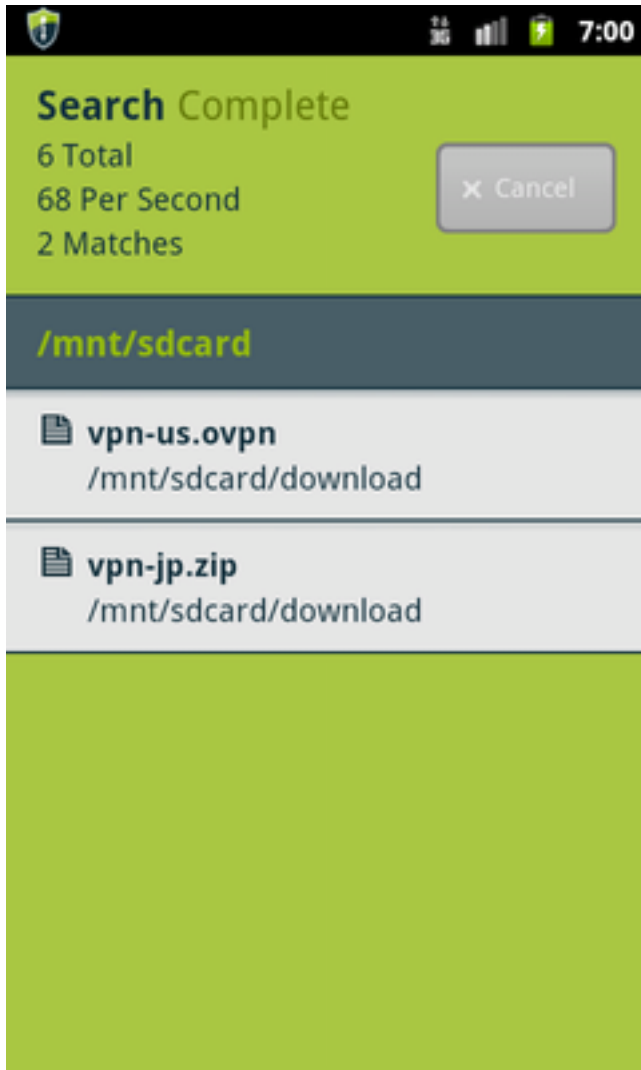 3G 7:00
Search Complete
6 Total
68 Per Second
2 Matches
× Cancel
/mnt/sdcard
vpn-us.ovpn
/mnt/sdcard/download
vpn-jp.zip
/mnt/sdcard/download